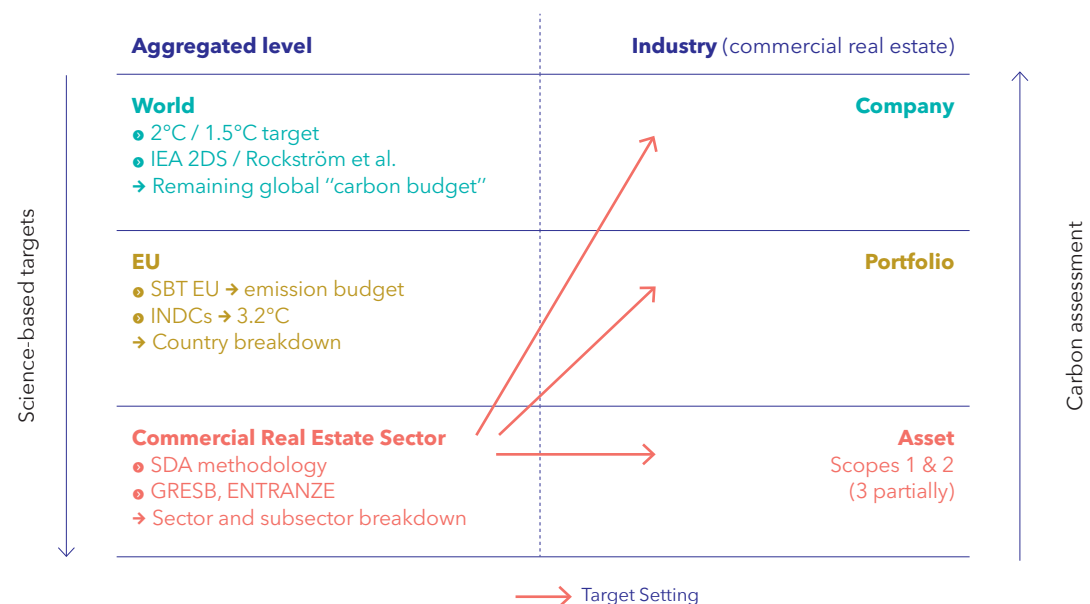 Aggregated level
Industry (commercial real estate)
Science-based targets
World
2°C / 1.5°C target
IEA 2DS / Rockström et al.
→ Remaining global “carbon budget”
Company
EU
SBT EU → emission budget
INDCs → 3.2°C
→ Country breakdown
Portfolio
Commercial Real Estate Sector
SDA methodology
GRESB, ENTRANZE
→ Sector and subsector breakdown
Asset
Scopes 1 & 2
(3 partially)
Carbon assessment
Target Setting